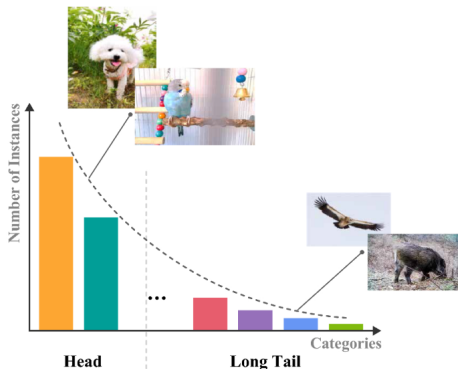 Number of Instances
...
Categories
Head
Long Tail